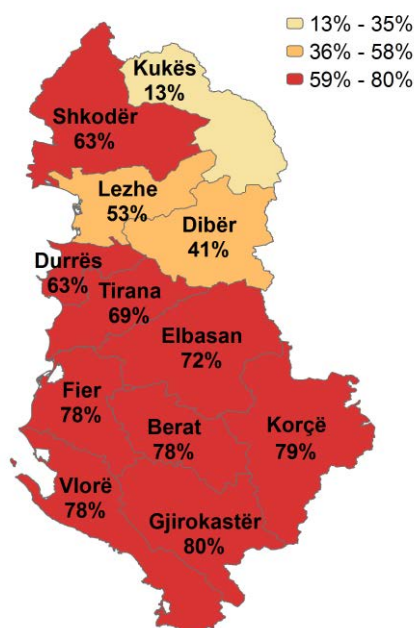 13% - 35%
36% - 58%
59% - 80%
Kukës
13%
Shkodër
63%
Lezhe
53%
Dibër
41%
Durrës
63%
Tirana
69%
Elbasan
72%
Fier
78%
Berat
78%
Korçë
79%
Vlorë
78%
Gjirokastër
80%